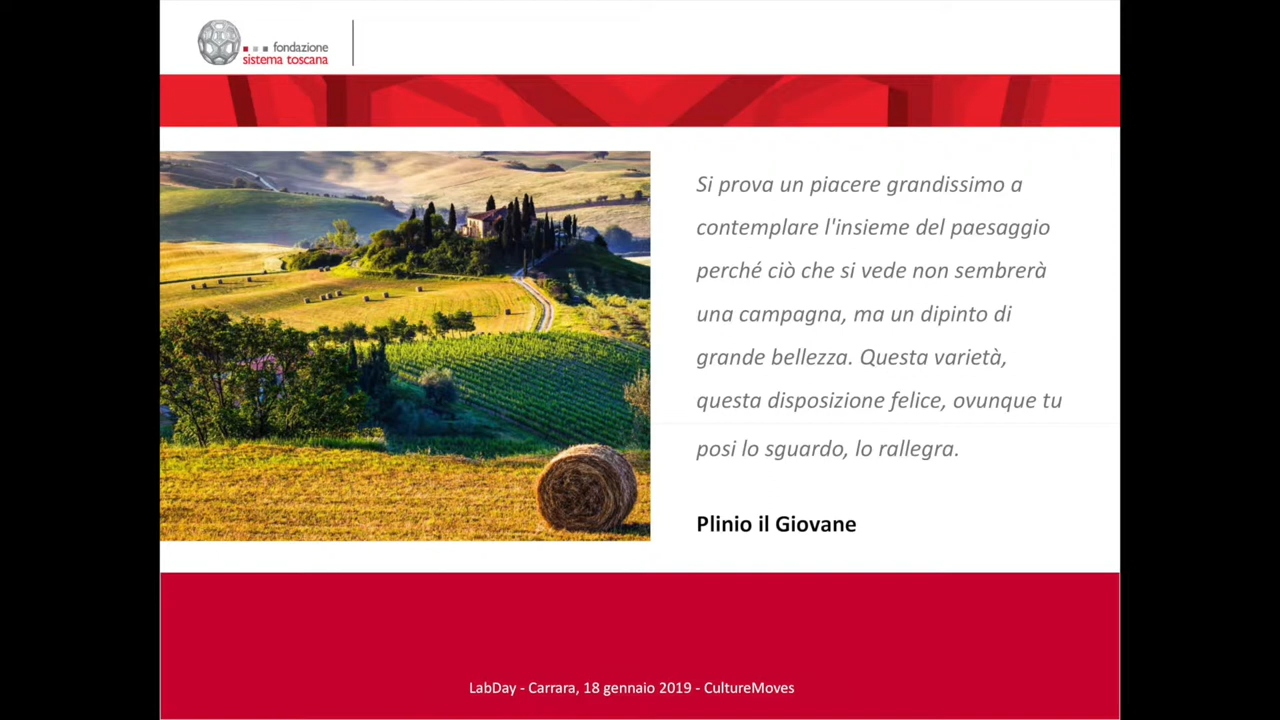 fondazione
sistema toscana
Si prova un piacere grandissimo a
contemplare l'insieme del paesaggio
perché ciò che si vede non sembrerà
una campagna, ma un dipinto di
grande bellezza. Questa varietà,
questa disposizione felice, ovunque tu
posi lo sguardo, lo rallegra.
Plinio il Giovane
LabDay - Carrara, 18 gennaio 2019 - CultureMoves